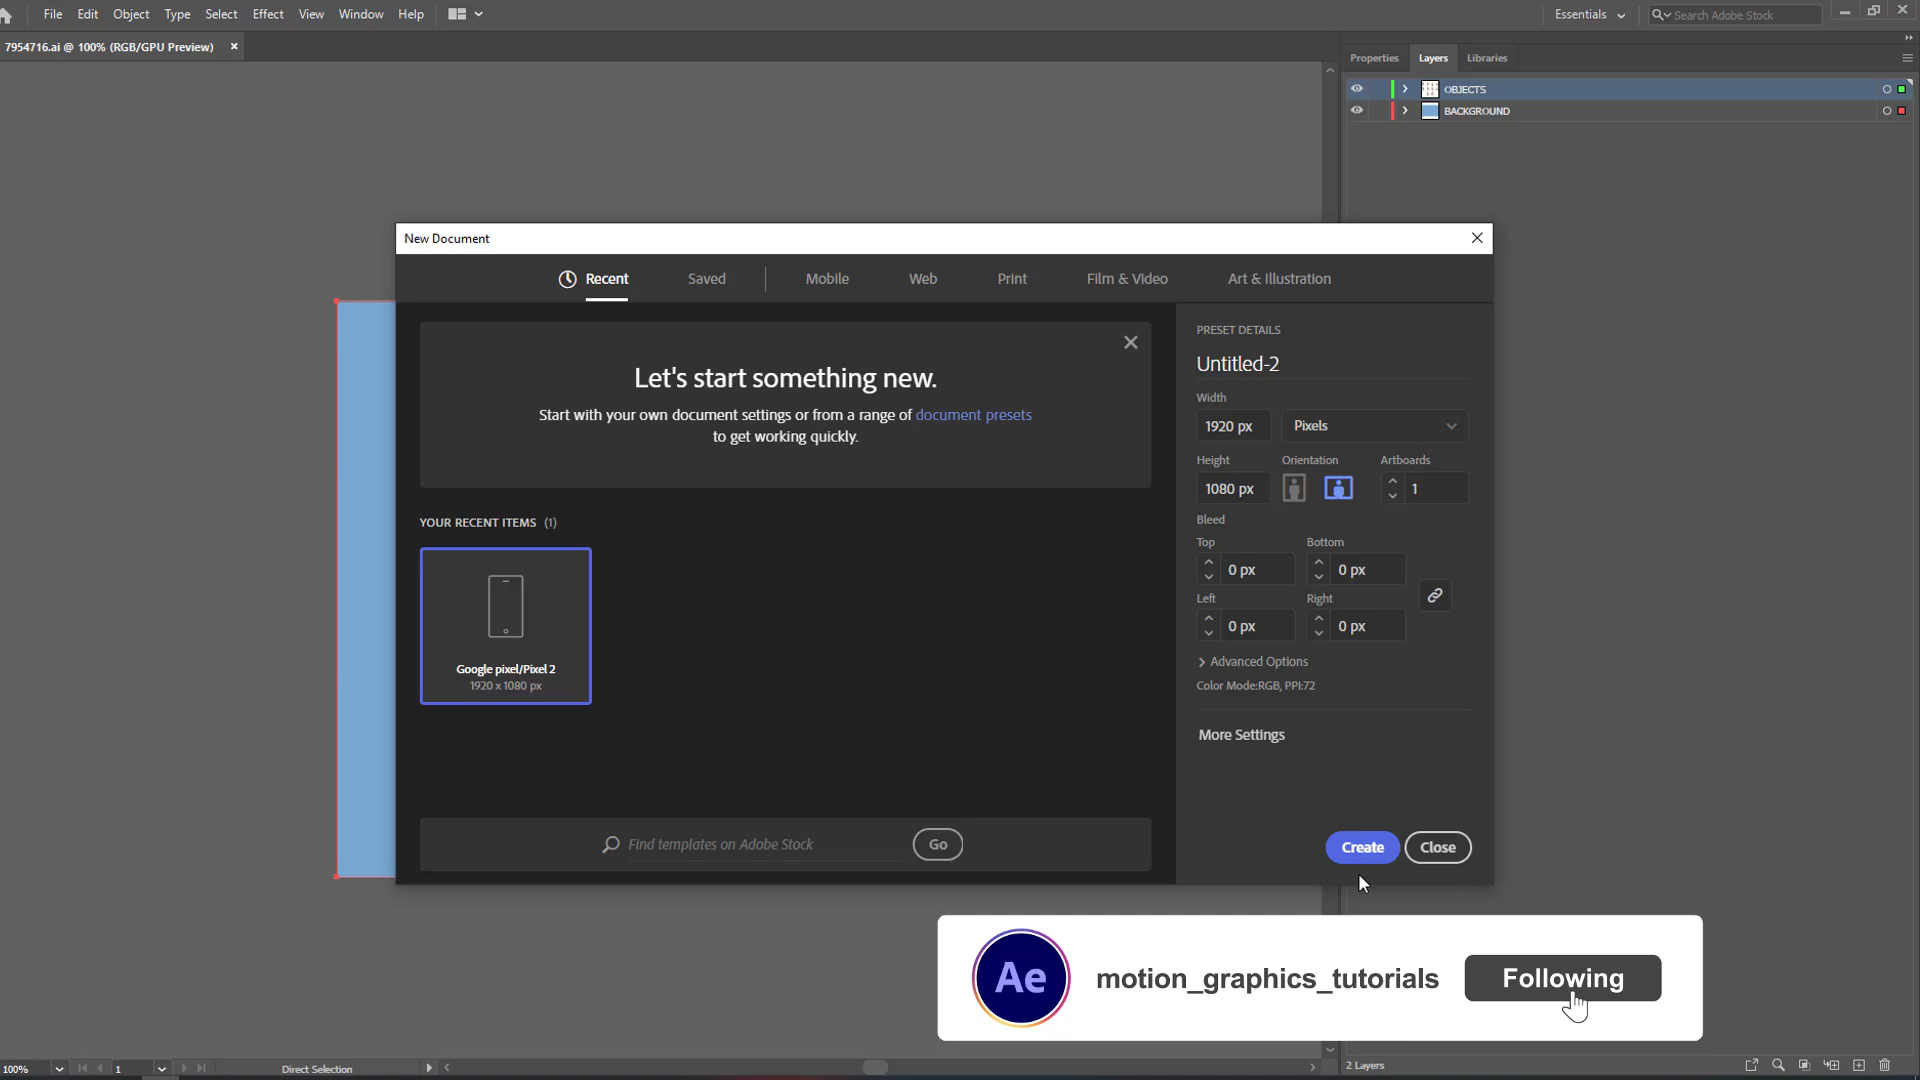 File Edit Object Type Select Effect View Window Help
Essentials
Search Adobe Stock
7954716.ai @ 100% (RGB/GPU Preview)
Properties Layers Libraries
OBJECTS
BACKGROUND
New Document
Recent Saved Mobile Web Print Film & Video Art & Illustration
Let's start something new.
Start with your own document settings or from a range of document presets
to get working quickly.
YOUR RECENT ITEMS (1)
Google pixel/Pixel 2
1920 x 1080 px
Find templates on Adobe Stock Go
PRESET DETAILS
Untitled-2
Width
1920 px Pixels
Height Orientation Artboards
1080 px 1
Bleed
Top Bottom
0 px 0 px
Left Right
0 px 0 px
Advanced Options
Color Mode:RGB, PPI:72
More Settings
Create Close
Ae motion_graphics_tutorials Following
100% 1 Direct Selection
2 Layers